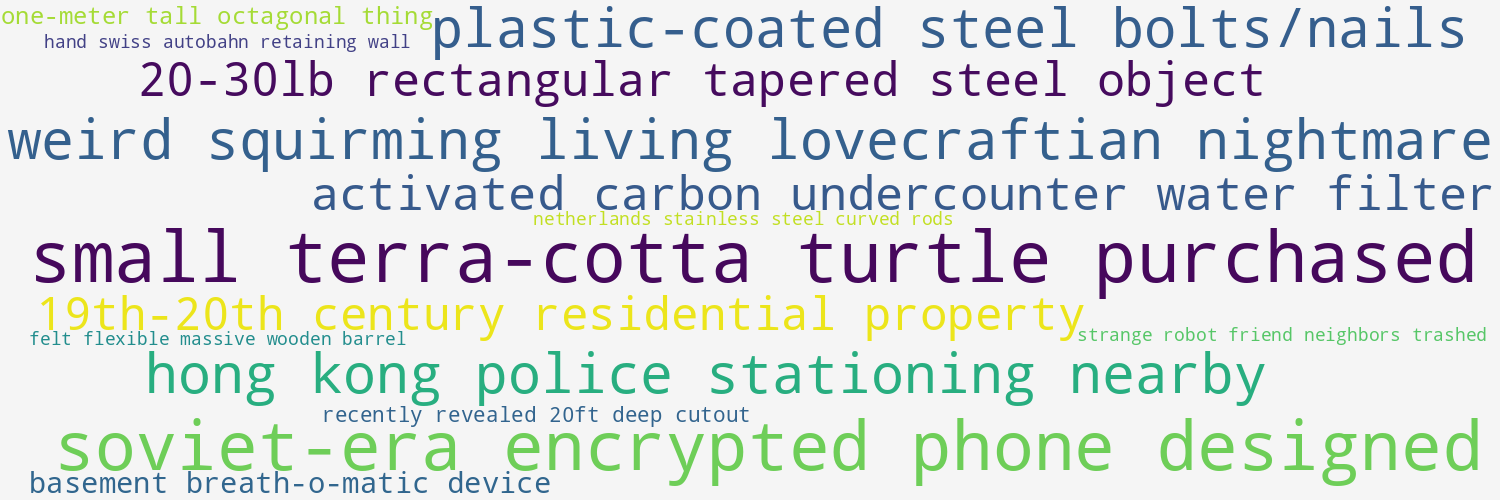 one-meter tall octagonal thing
plastic-coated steel bolts/nails
hand swiss autobahn retaining wall
20-30lb rectangular tapered steel object
weird squirming living lovecraftian nightmare
activated carbon undercounter water filter
netherlands stainless steel curved rods
small terra-cotta turtle purchased
19th-20th century residential property
felt flexible massive wooden barrel
strange robot friend neighbors trashed
hong kong police stationing nearby
recently revealed 20ft deep cutout
soviet-era encrypted phone designed
basement breath-o-matic device